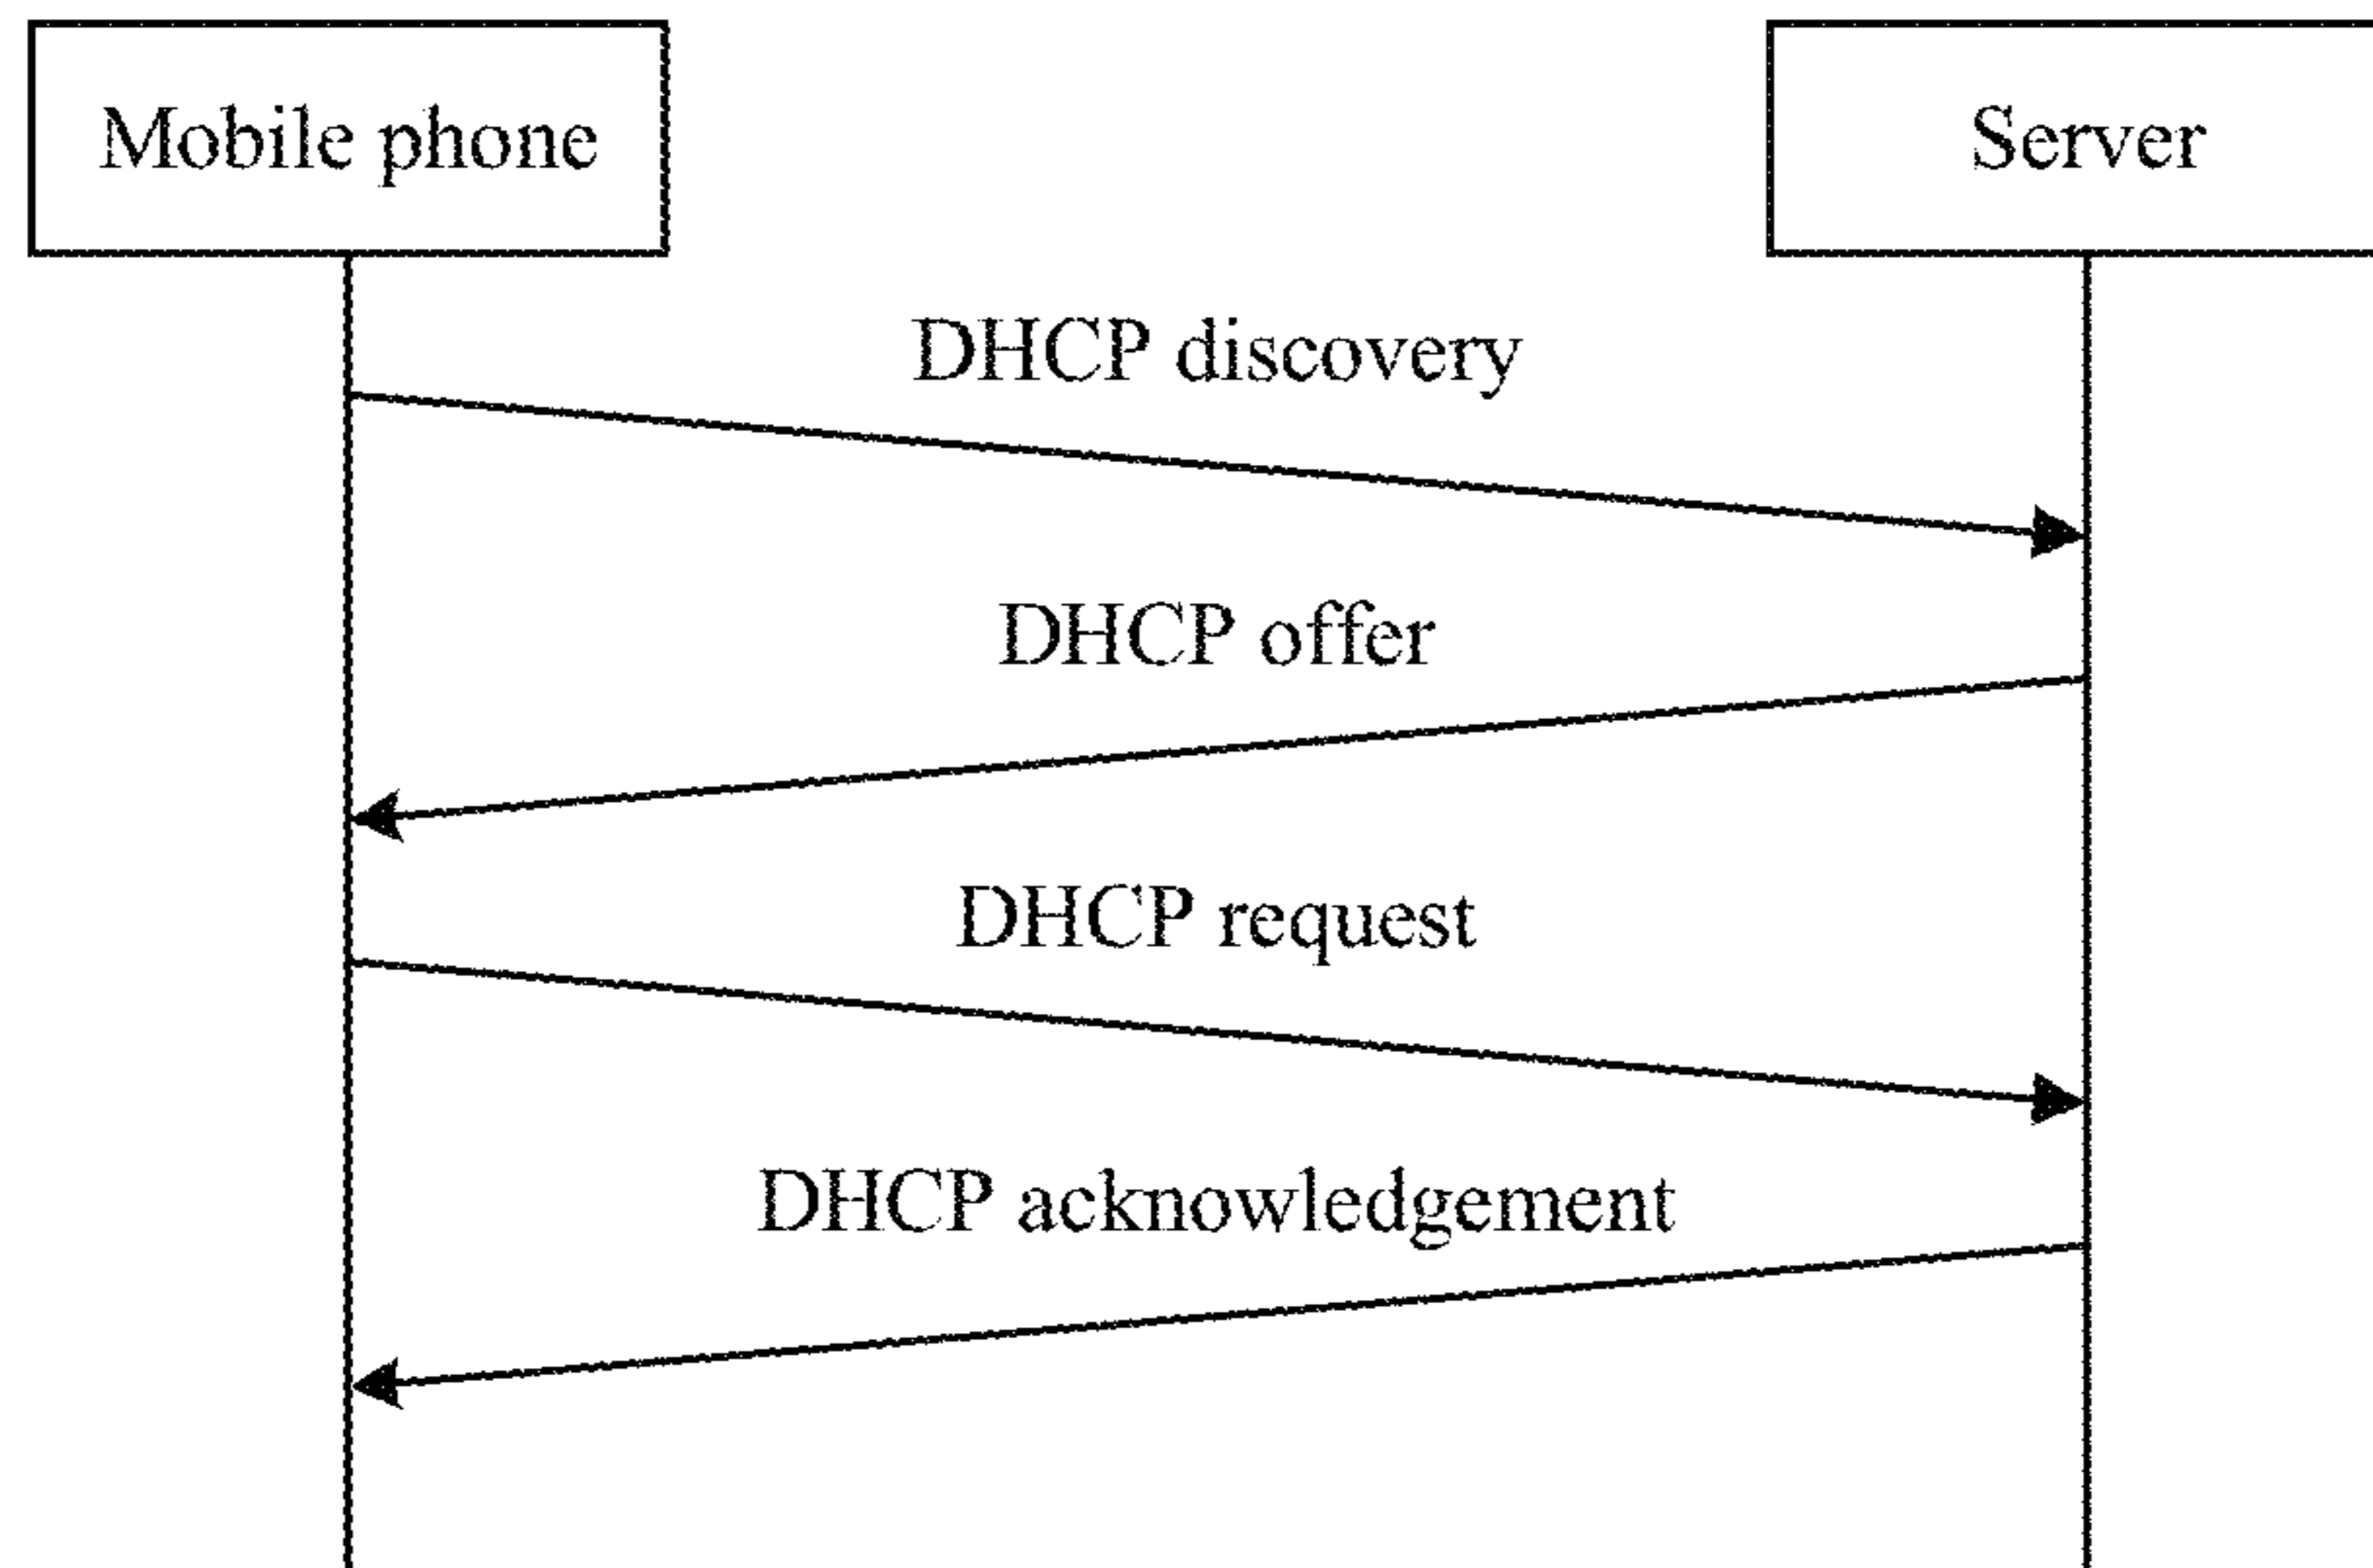 Mobile phone
Server
DHCP discovery
DHCP offer
DHCP request
DHCP acknowledgement